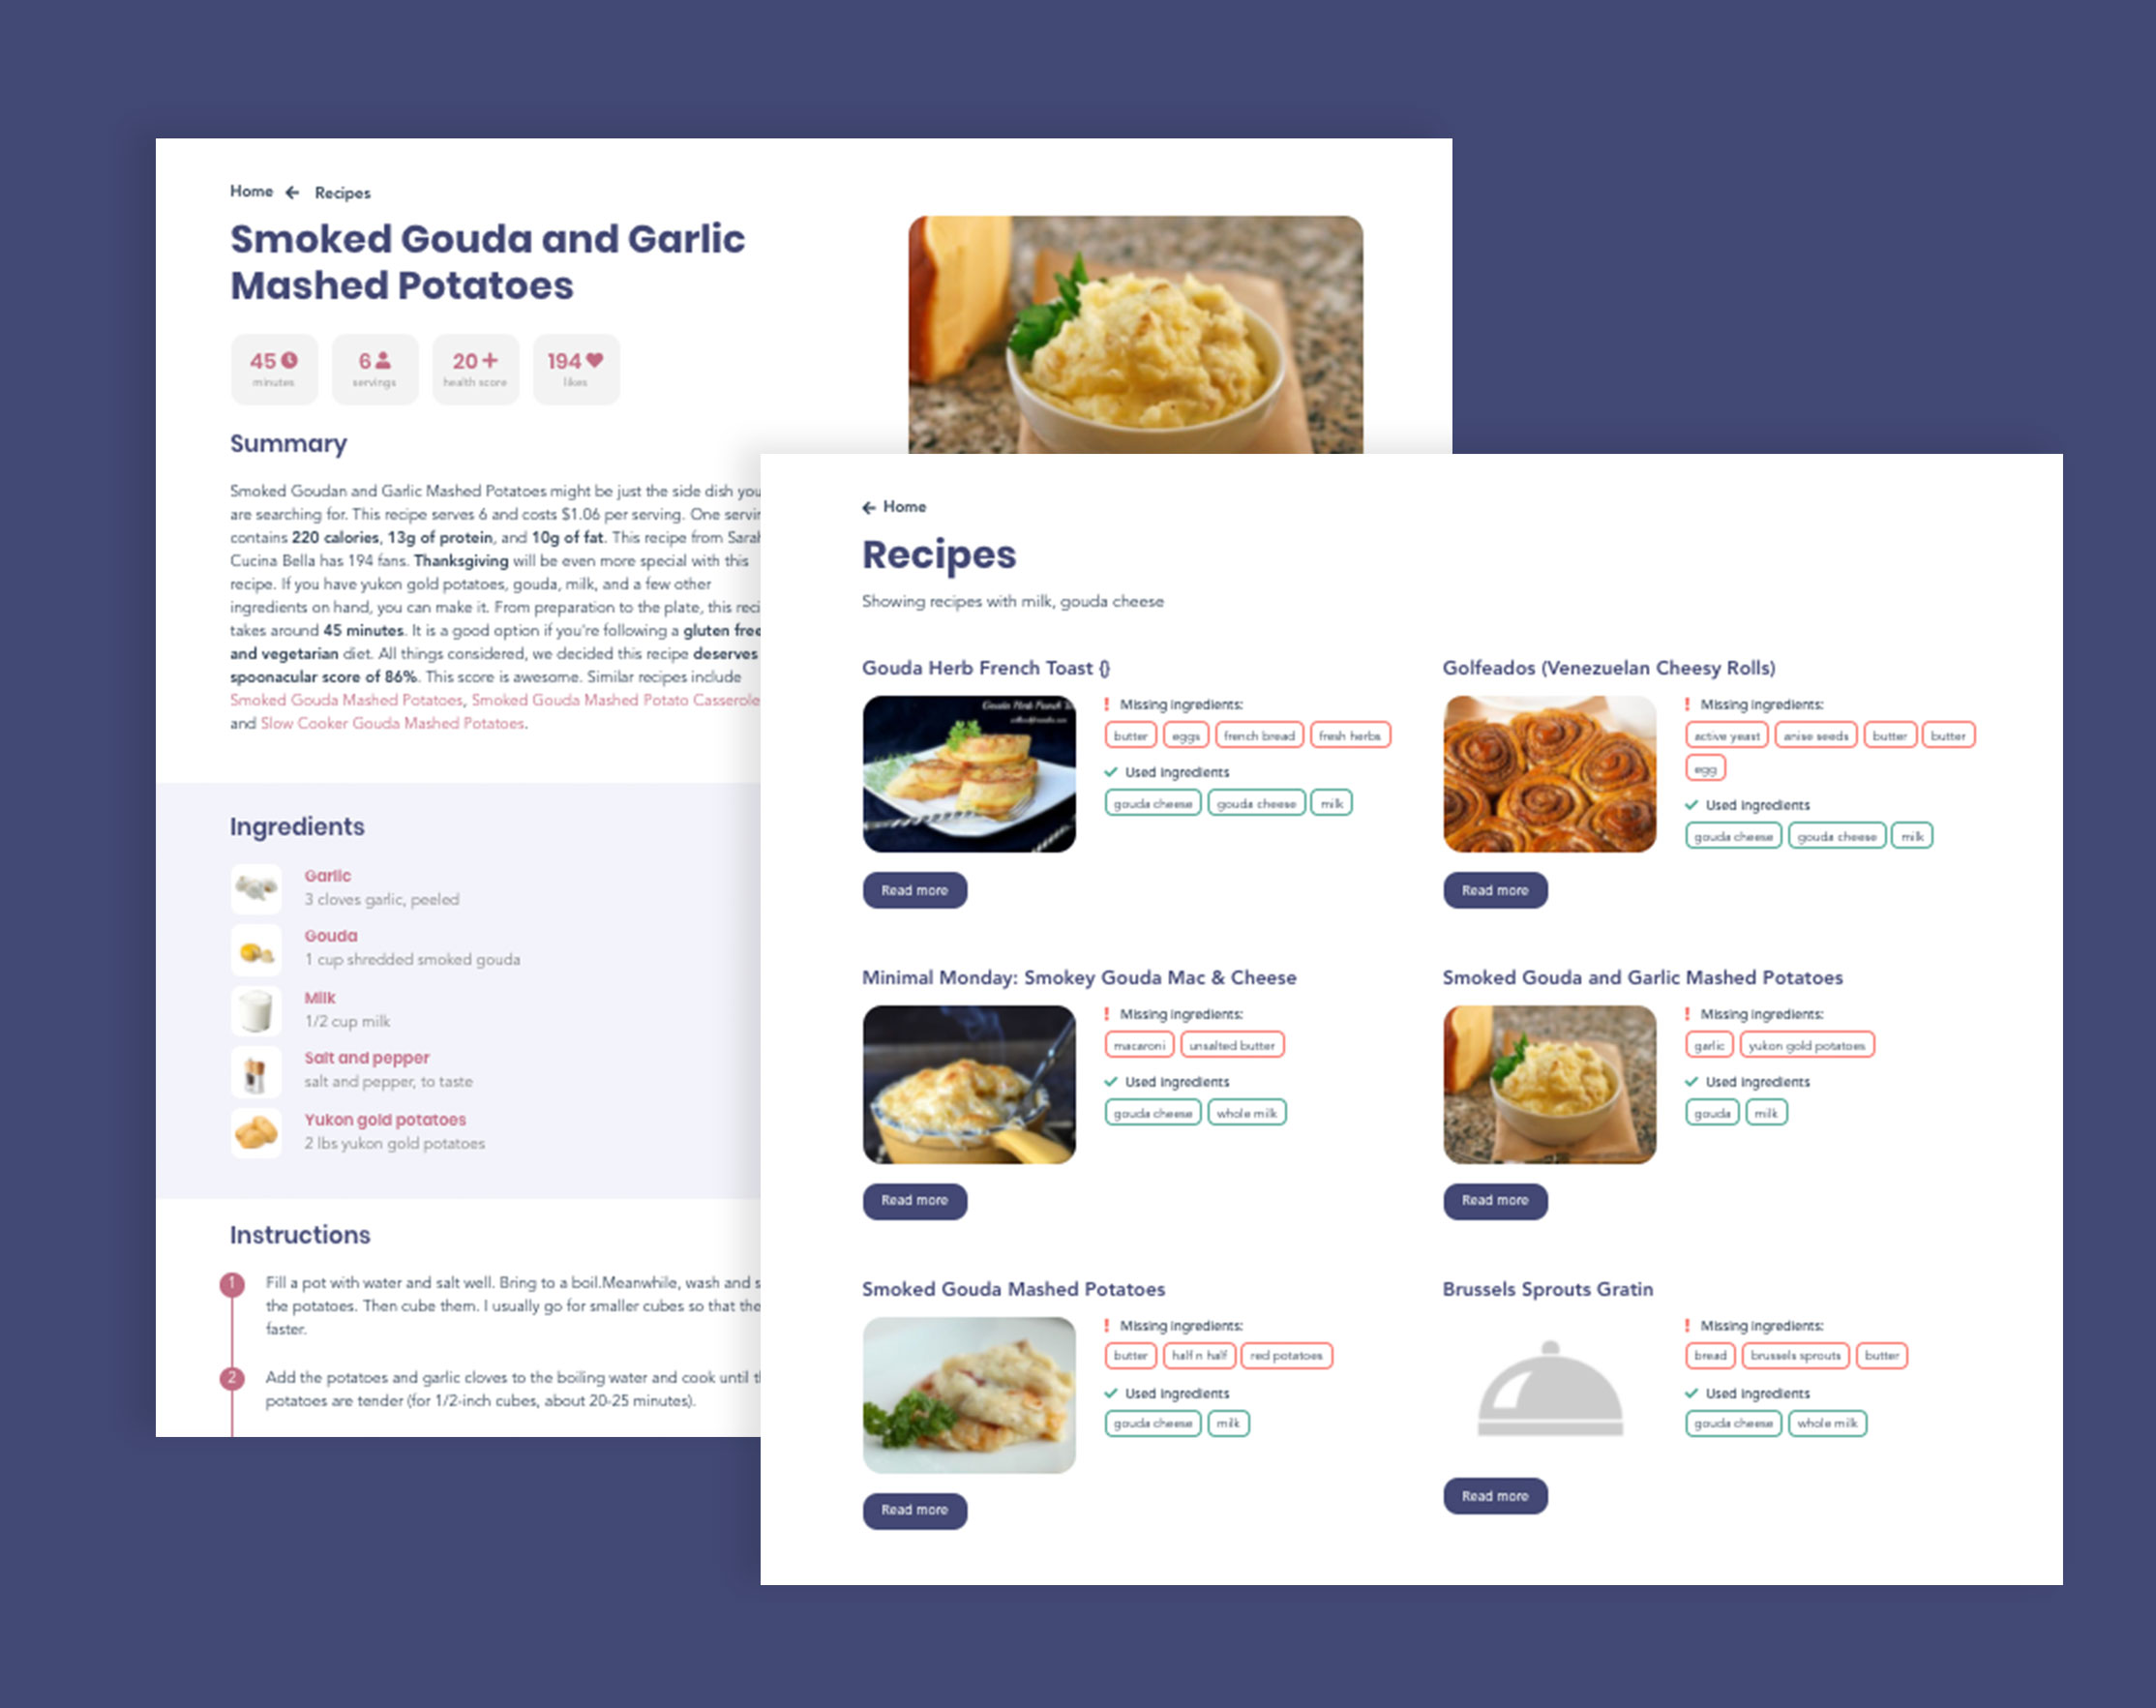 Home ← Recipes
Smoked Gouda and Garlic
Mashed Potatoes
45
minutes
6
servings
20
health score
194
likes
Summary
Smoked Goudan and Garlic Mashed Potatoes might be just the side dish you
are searching for. This recipe serves 6 and costs $1.06 per serving. One
contains 220 calories, 13g of protein, and 10g of fat. This recipe from
Cucina Bella has 194 fans. Thanksgiving will be even more special with this
recipe. If you have yukon gold potatoes, gouda, milk, and a few other
ingredients on hand, you can make it. From preparation to the plate, this
takes around 45 minutes. It is a good option if you're following a gluten free
and vegetarian diet. All things considered, we decided this recipe deserves
spoonacular score of 86%. This score is awesome. Similar recipes include
Smoked Gouda Mashed Potatoes, Smoked Gouda Mashed Potato Casserole
and Slow Cooker Gouda Mashed Potatoes.
Ingredients
Garlic
3 cloves garlic, peeled
Gouda
1 cup shredded smoked gouda
Milk
1/2 cup milk
Salt and pepper
salt and pepper, to taste
Yukon gold potatoes
2 lbs yukon gold potatoes
Instructions
1
Fill a pot with water and salt well. Bring to a boil.Meanwhile, wash and
the potatoes. Then cube them. I usually go for smaller cubes so that
faster.
2
Add the potatoes and garlic cloves to the boiling water and cook until
potatoes are tender (for 1/2-inch cubes, about 20-25 minutes).
← Home
Recipes
Showing recipes with milk, gouda cheese
Gouda Herb French Toast {}
Missing ingredients:
butter eggs french bread fresh herbs
Used ingredients
gouda cheese gouda cheese milk
Read more
Golfeados (Venezuelan Cheesy Rolls)
Missing ingredients:
active yeast anise seeds butter butter
egg
Used ingredients
gouda cheese gouda cheese milk
Read more
Minimal Monday: Smokey Gouda Mac & Cheese
Missing ingredients:
macaroni unsalted butter
Used ingredients
gouda cheese whole milk
Read more
Smoked Gouda and Garlic Mashed Potatoes
Missing ingredients:
garlic yukon gold potatoes
Used ingredients
gouda milk
Read more
Smoked Gouda Mashed Potatoes
Missing ingredients:
butter half n half red potatoes
Used ingredients
gouda cheese milk
Read more
Brussels Sprouts Gratin
Missing ingredients:
bread brussels sprouts butter
Used ingredients
gouda cheese whole milk
Read more